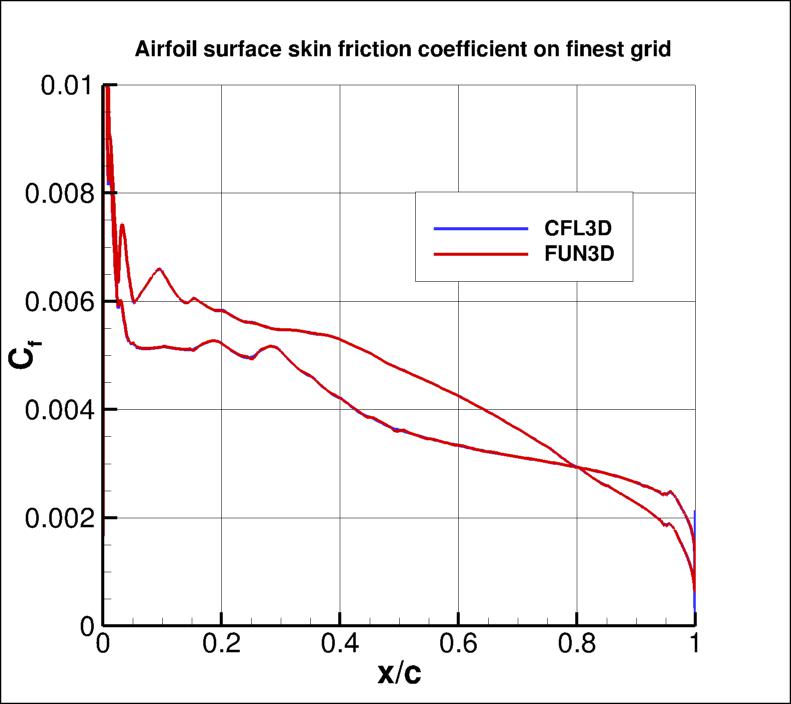 Airfoil surface skin friction coefficient on finest grid
0.01
0.008
0.006
0.004
0.002
0
Cf
CFL3D
FUN3D
0 0.2 0.4 0.6 0.8 1
x/c